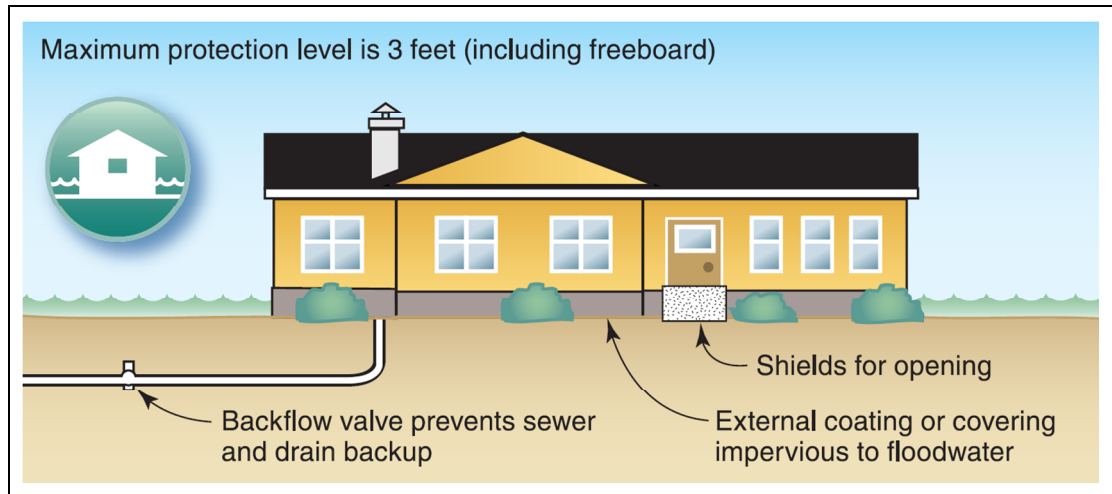 Maximum protection level is 3 feet (including freeboard)
Shields for opening
Backflow valve prevents sewer
and drain backup
External coating or covering
impervious to floodwater